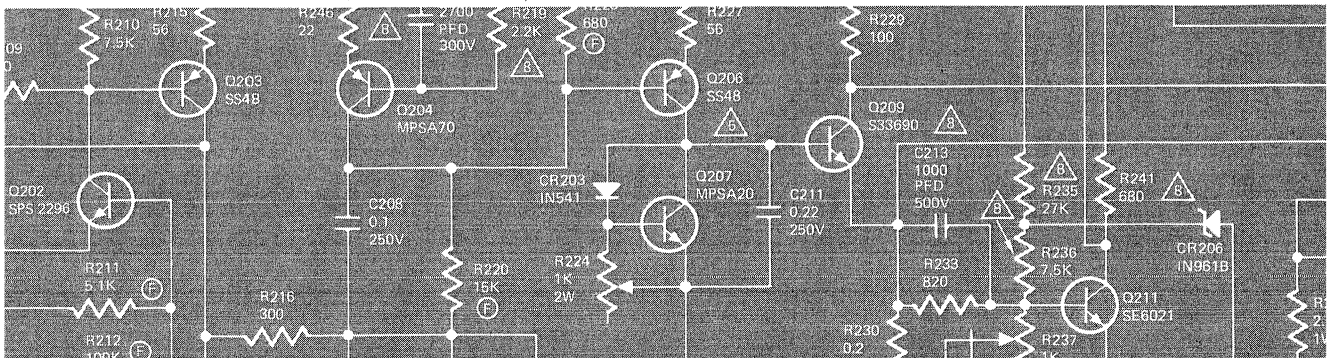 R210
7.5K
R215
56
R246
22
8
2700
PFD
300V
R219
2.2K
8
680
F
R227
56
R229
100
09
0
Q203
SS48
Q204
MPSA70
Q206
SS48
6
Q209
S33690
8
Q202
SPS 2296
C208
0.1
250V
CR203
IN541
Q207
MPSA20
C211
0.22
250V
C213
1000
PFD
500V
8
R235
27K
8
R241
680
8
CR206
IN961B
R211
5.1K
F
R216
300
R220
15K
F
R224
1K
2W
R233
820
R236
7.5K
Q211
SE6021
R212
100K
F
R230
0.2
R237
1K